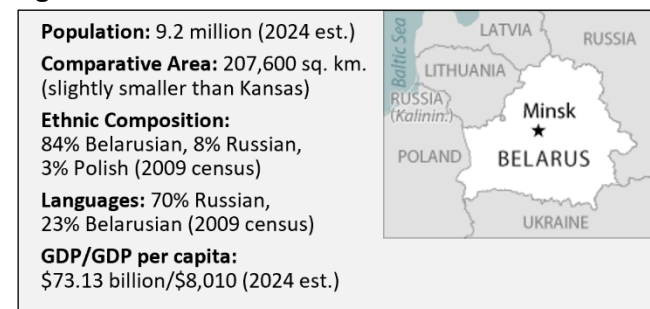 Population: 9.2 million (2024 est.)
Comparative Area: 207,600 sq. km.
(slightly smaller than Kansas)
Ethnic Composition:
84% Belarusian, 8% Russian,
3% Polish (2009 census)
Languages: 70% Russian,
23% Belarusian (2009 census)
GDP/GDP per capita:
$73.13 billion/$8,010 (2024 est.)
Baltic Sea
LATVIA
RUSSIA
LITHUANIA
RUSSIA
(Kalinin.)
Minsk
POLAND
BELARUS
UKRAINE